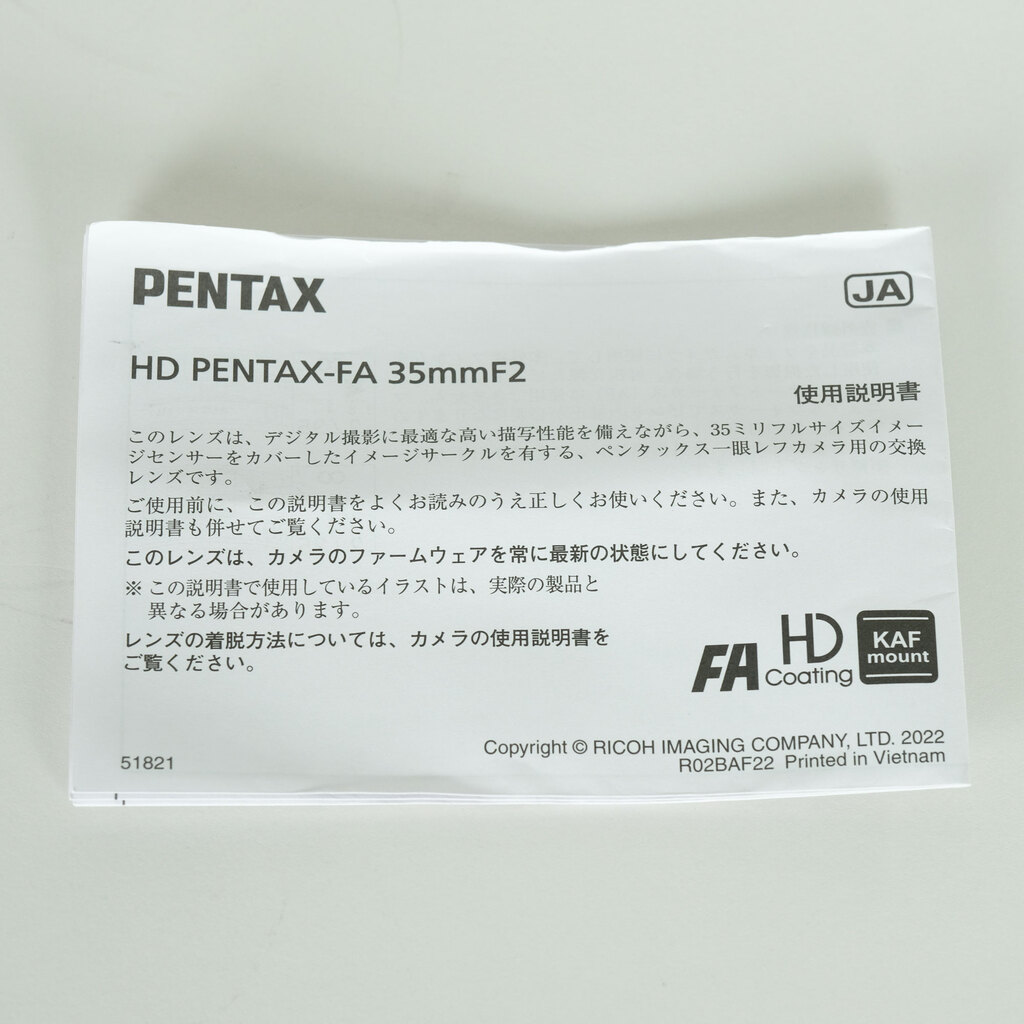 PENTAX
JA
HD PENTAX-FA 35mmF2
使用説明書
このレンズは、デジタル撮影に最適な高い描写性能を備えながら、35ミリフルサイズイメー
ジセンサーをカバーしたイメージサークルを有する、ペンタックス一眼レフカメラ用の交換
レンズです。
ご使用前に、この説明書をよくお読みのうえ正しくお使いください。また、カメラの使用
説明書も併せてご覧ください。
このレンズは、カメラのファームウェアを常に最新の状態にしてください。
※ この説明書で使用しているイラストは、実際の製品と
異なる場合があります。
レンズの着脱方法については、カメラの使用説明書を
ご覧ください。
FA
HD
Coating
KAF
mount
51821
Copyright © RICOH IMAGING COMPANY, LTD. 2022
R02BAF22 Printed in Vietnam